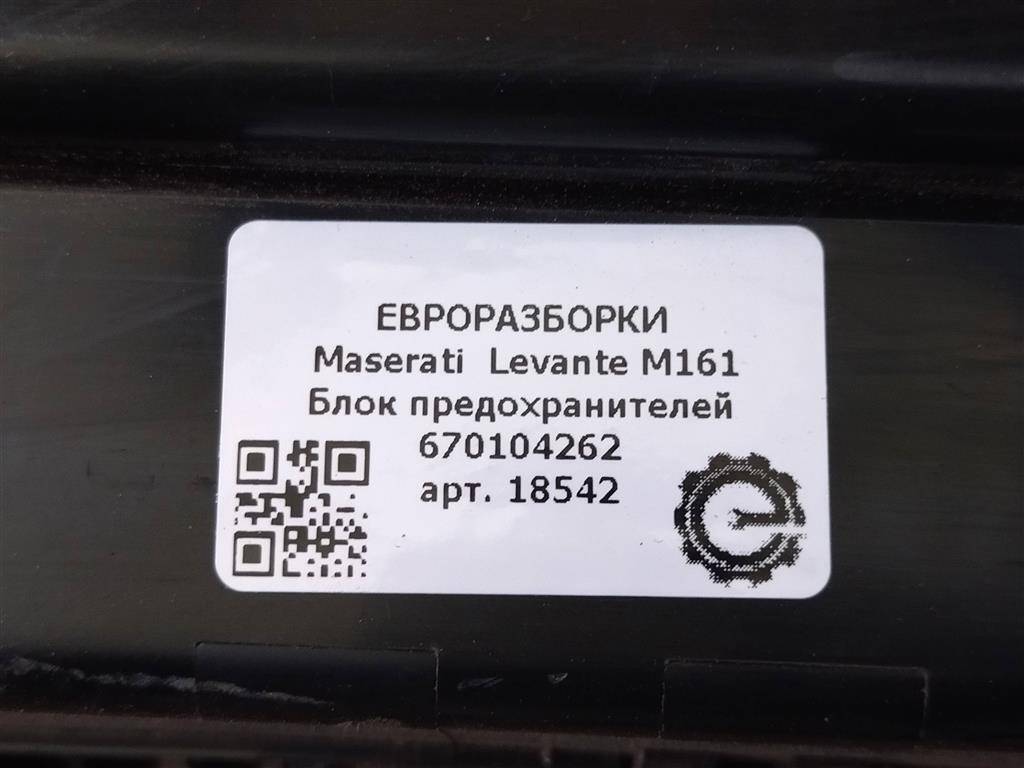 ЕВРОРАЗБОРКИ
Maserati Levante M161
Блок предохранителей
670104262
арт. 18542